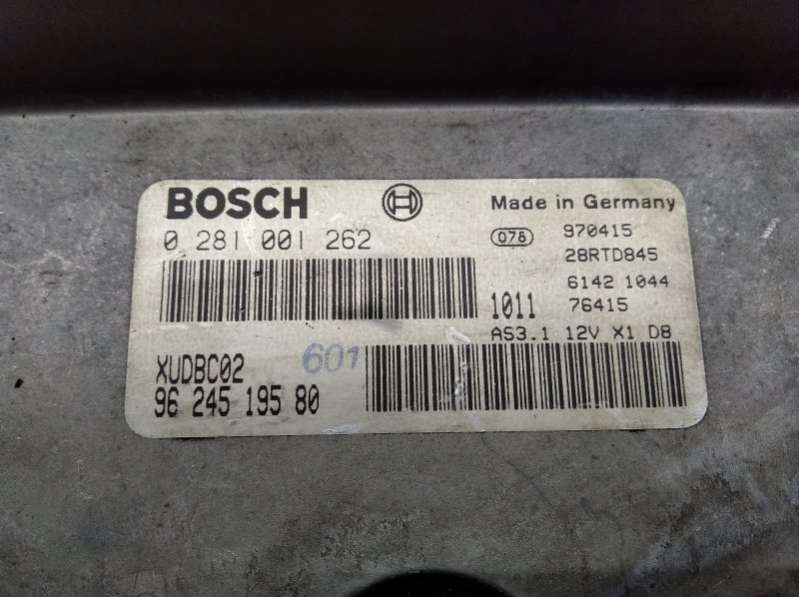 BOSCH
Made in Germany
0 281 001 262
078 970415
28RTD845
6142 1044
1011 76415
AS3.1 12V X1 D8
XUDBC02 601
96 245 195 80